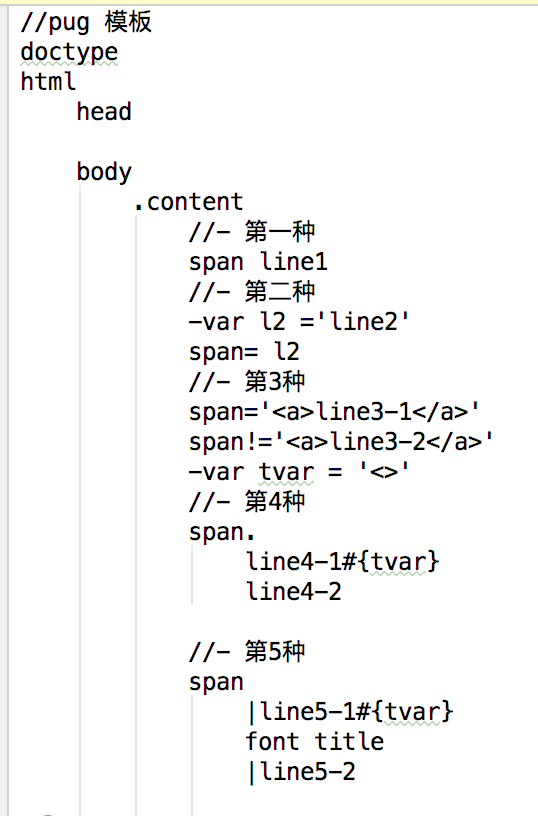 //pug 模板
doctype
html
    head

    body
        .content
            //- 第一种
            span line1
            //- 第二种
            -var l2 ='line2'
            span= l2
            //- 第3种
            span='<a>line3-1</a>'
            span!='<a>line3-2</a>'
            -var tvar = '<>'
            //- 第4种
            span.
                line4-1#{tvar}
                line4-2

            //- 第5种
            span
                |line5-1#{tvar}
                font title
                |line5-2